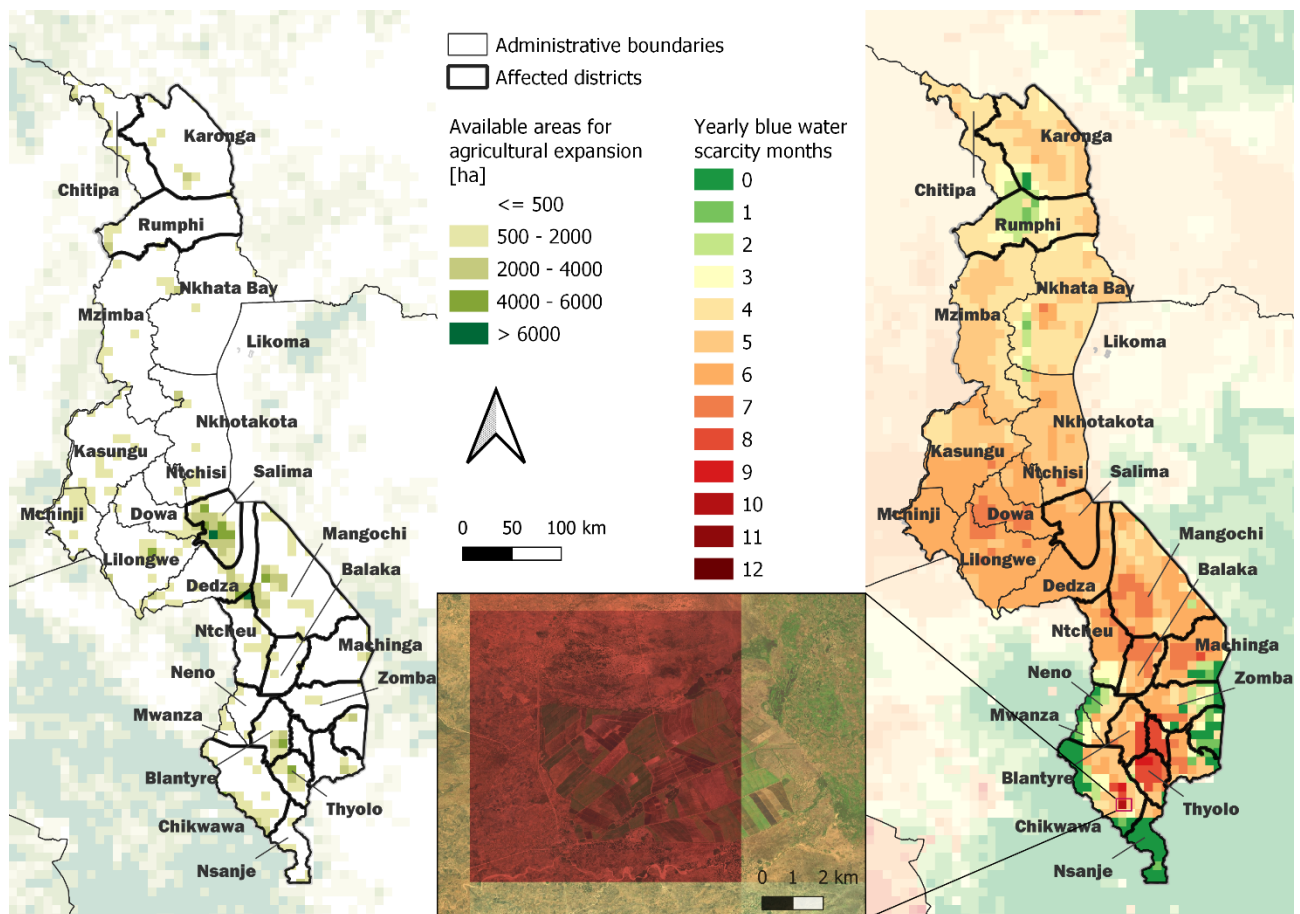 Administrative boundaries
Affected districts
Available areas for
agricultural expansion
[ha]
<= 500
500 - 2000
2000 - 4000
4000 - 6000
> 6000
Yearly blue water
scarcity months
0
1
2
3
4
5
6
7
8
9
10
11
12
0 50 100 km
0 1 2 km
Karonga
Chitipa
Rumphi
Nkhata Bay
Mzimba
Likoma
Nkhotakota
Kasungu
Ntchisi
Salima
Mchinji
Dowa
Mangochi
Lilongwe
Balaka
Dedza
Ntcheu
Machinga
Neno
Zomba
Mwanza
Blantyre
Thyolo
Chikwawa
Nsanje
Karonga
Chitipa
Rumphi
Nkhata Bay
Mzimba
Likoma
Nkhotakota
Kasungu
Ntchisi
Salima
Mchinji
Dowa
Mangochi
Lilongwe
Balaka
Dedza
Ntcheu
Machinga
Neno
Zomba
Mwanza
Blantyre
Thyolo
Chikwawa
Nsanje